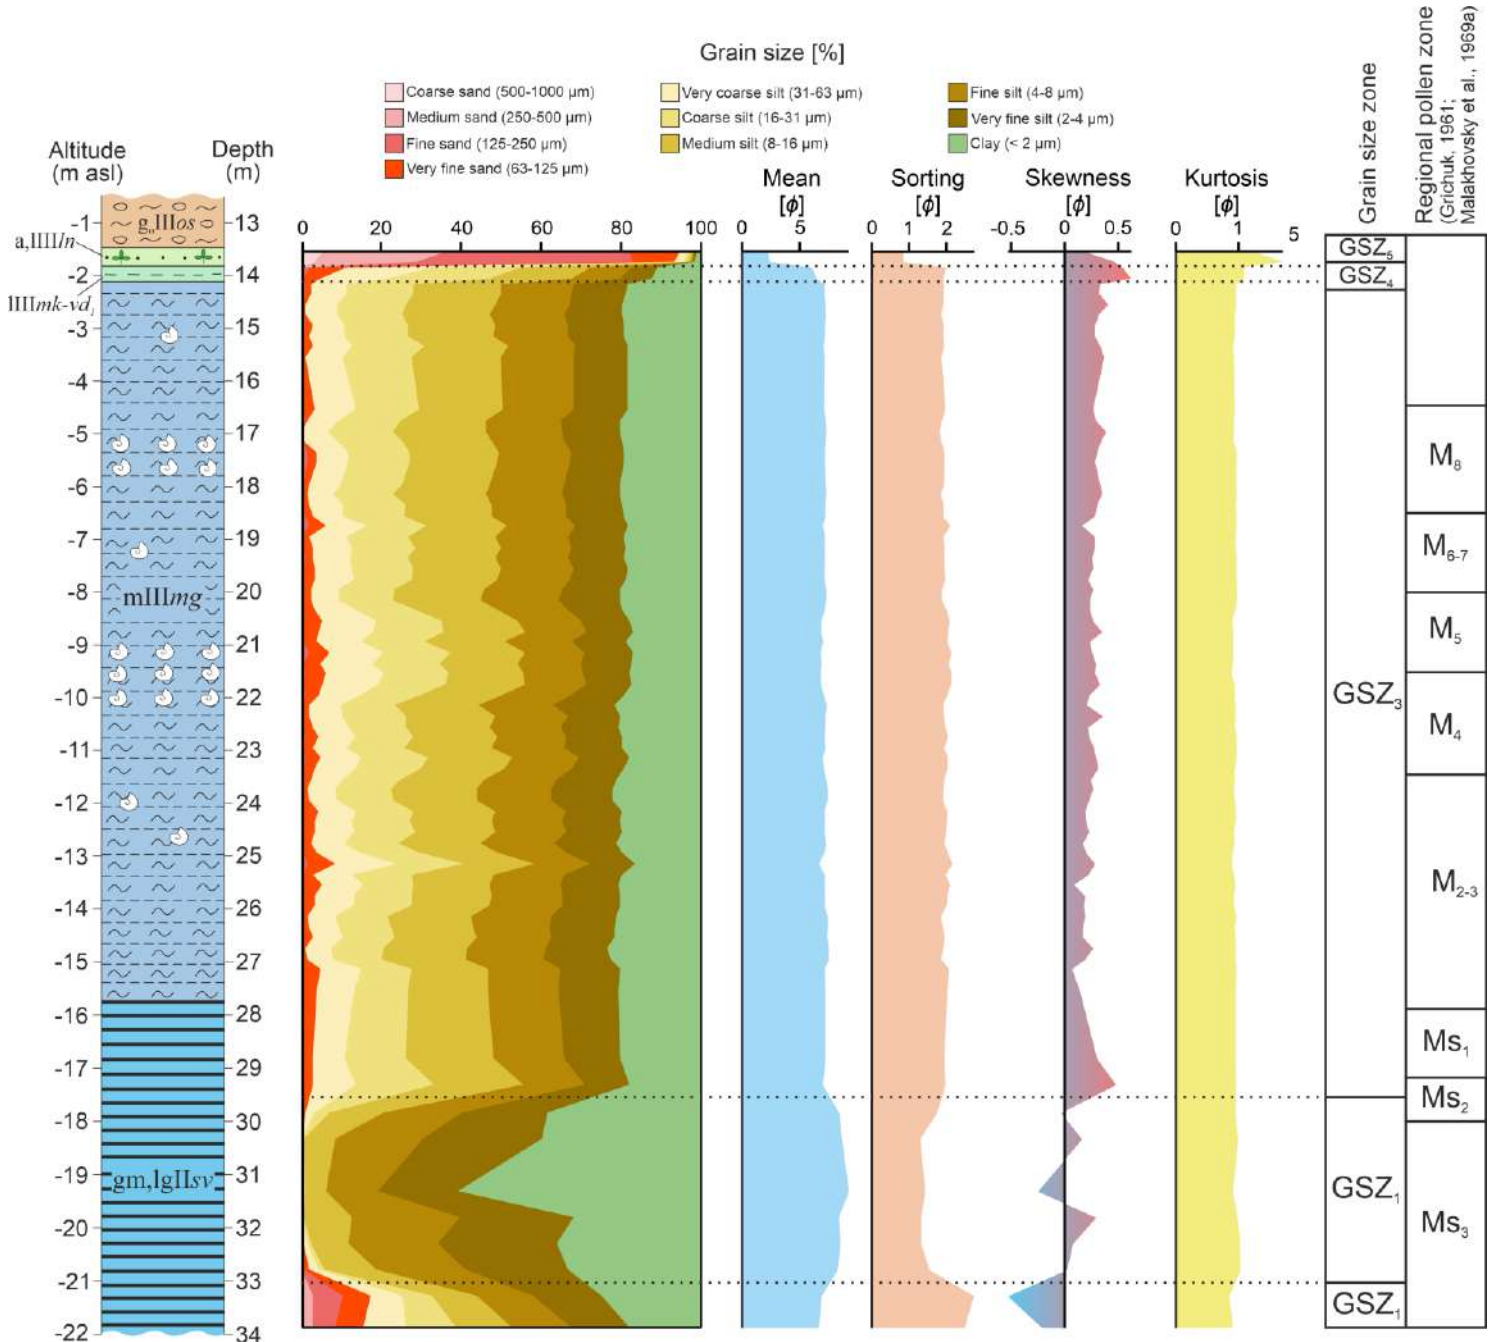 Grain size [%]
Coarse sand (500-1000 µm)
Medium sand (250-500 µm)
Fine sand (125-250 µm)
Very fine sand (63-125 µm)
Very coarse silt (31-63 µm)
Coarse silt (16-31 µm)
Medium silt (8-16 µm)
Fine silt (4-8 µm)
Very fine silt (2-4 µm)
Clay (< 2 µm)
Altitude
(m asl)
Depth
(m)
Mean
[ϕ]
Sorting
[ϕ]
Skewness
[ϕ]
Kurtosis
[ϕ]
Grain size zone
Regional pollen zone
(Grichuk, 1961;
Malakhovsky et al., 1969a)
0 20 40 60 80 100
0 5
0 1 2
-0.5 0 0.5
0 1 5
-1
-2
-3
-4
-5
-6
-7
-8
-9
-10
-11
-12
-13
-14
-15
-16
-17
-18
-19
-20
-21
-22
13
14
15
16
17
18
19
20
21
22
23
24
25
26
27
28
29
30
31
32
33
34
a,lIIIln
lIIImk-vd₁
mIIImg
gm,lgIIsv
GSZ₅
GSZ₄
GSZ₃
GSZ₁
GSZ₁
M₈
M₆₋₇
M₅
M₄
M₂₋₃
Ms₁
Ms₂
Ms₃